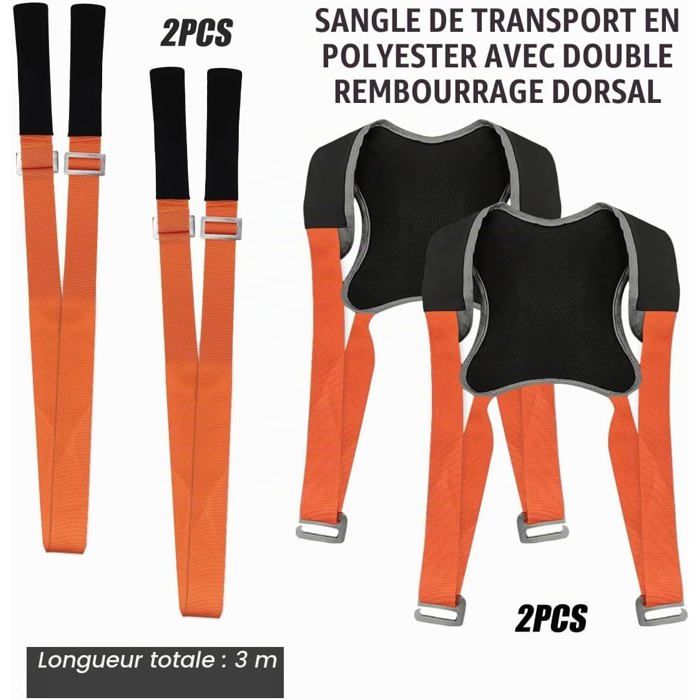 2PCS
SANGLE DE TRANSPORT EN
POLYESTER AVEC DOUBLE
REMBOURRAGE DORSAL
2PCS
Longueur totale : 3 m